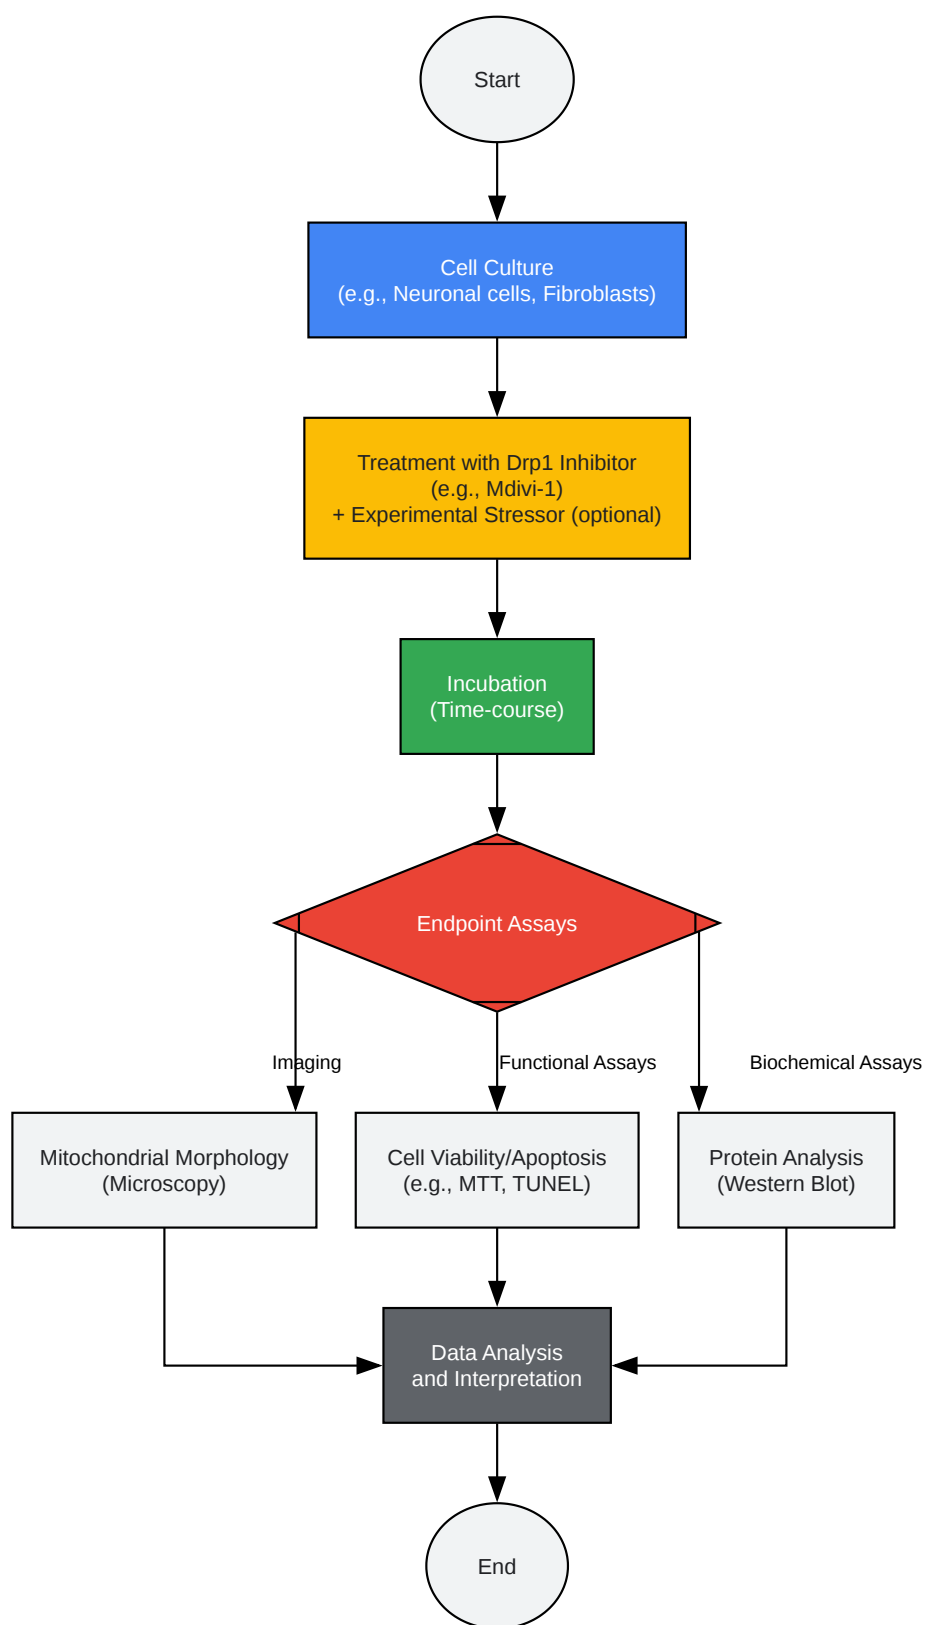 Start
Cell Culture
(e.g., Neuronal cells, Fibroblasts)
Treatment with Drp1 Inhibitor
(e.g., Mdivi-1)
+ Experimental Stressor (optional)
Incubation
(Time-course)
Endpoint Assays
Imaging
Functional Assays
Biochemical Assays
Mitochondrial Morphology
(Microscopy)
Cell Viability/Apoptosis
(e.g., MTT, TUNEL)
Protein Analysis
(Western Blot)
Data Analysis
and Interpretation
End